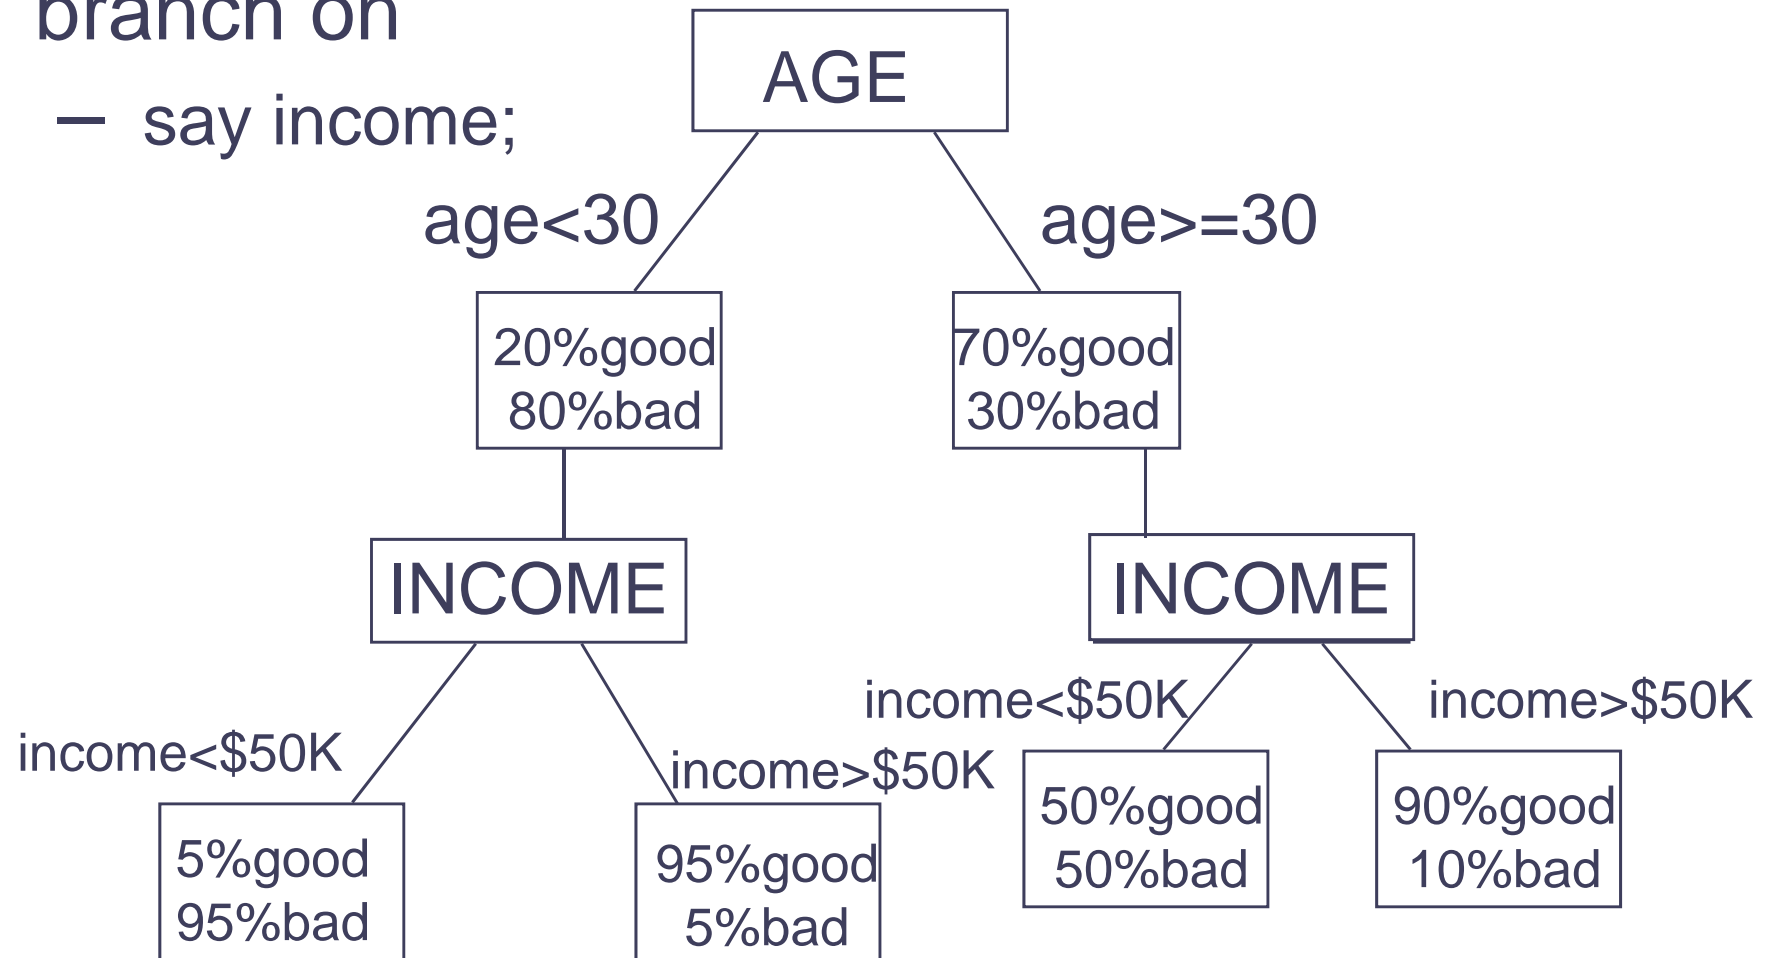 branch on
– say income;
AGE
age<30
age>=30
20%good
80%bad
70%good
30%bad
INCOME
INCOME
income<$50K
income>$50K
income<$50K
income>$50K
5%good
95%bad
95%good
5%bad
50%good
50%bad
90%good
10%bad